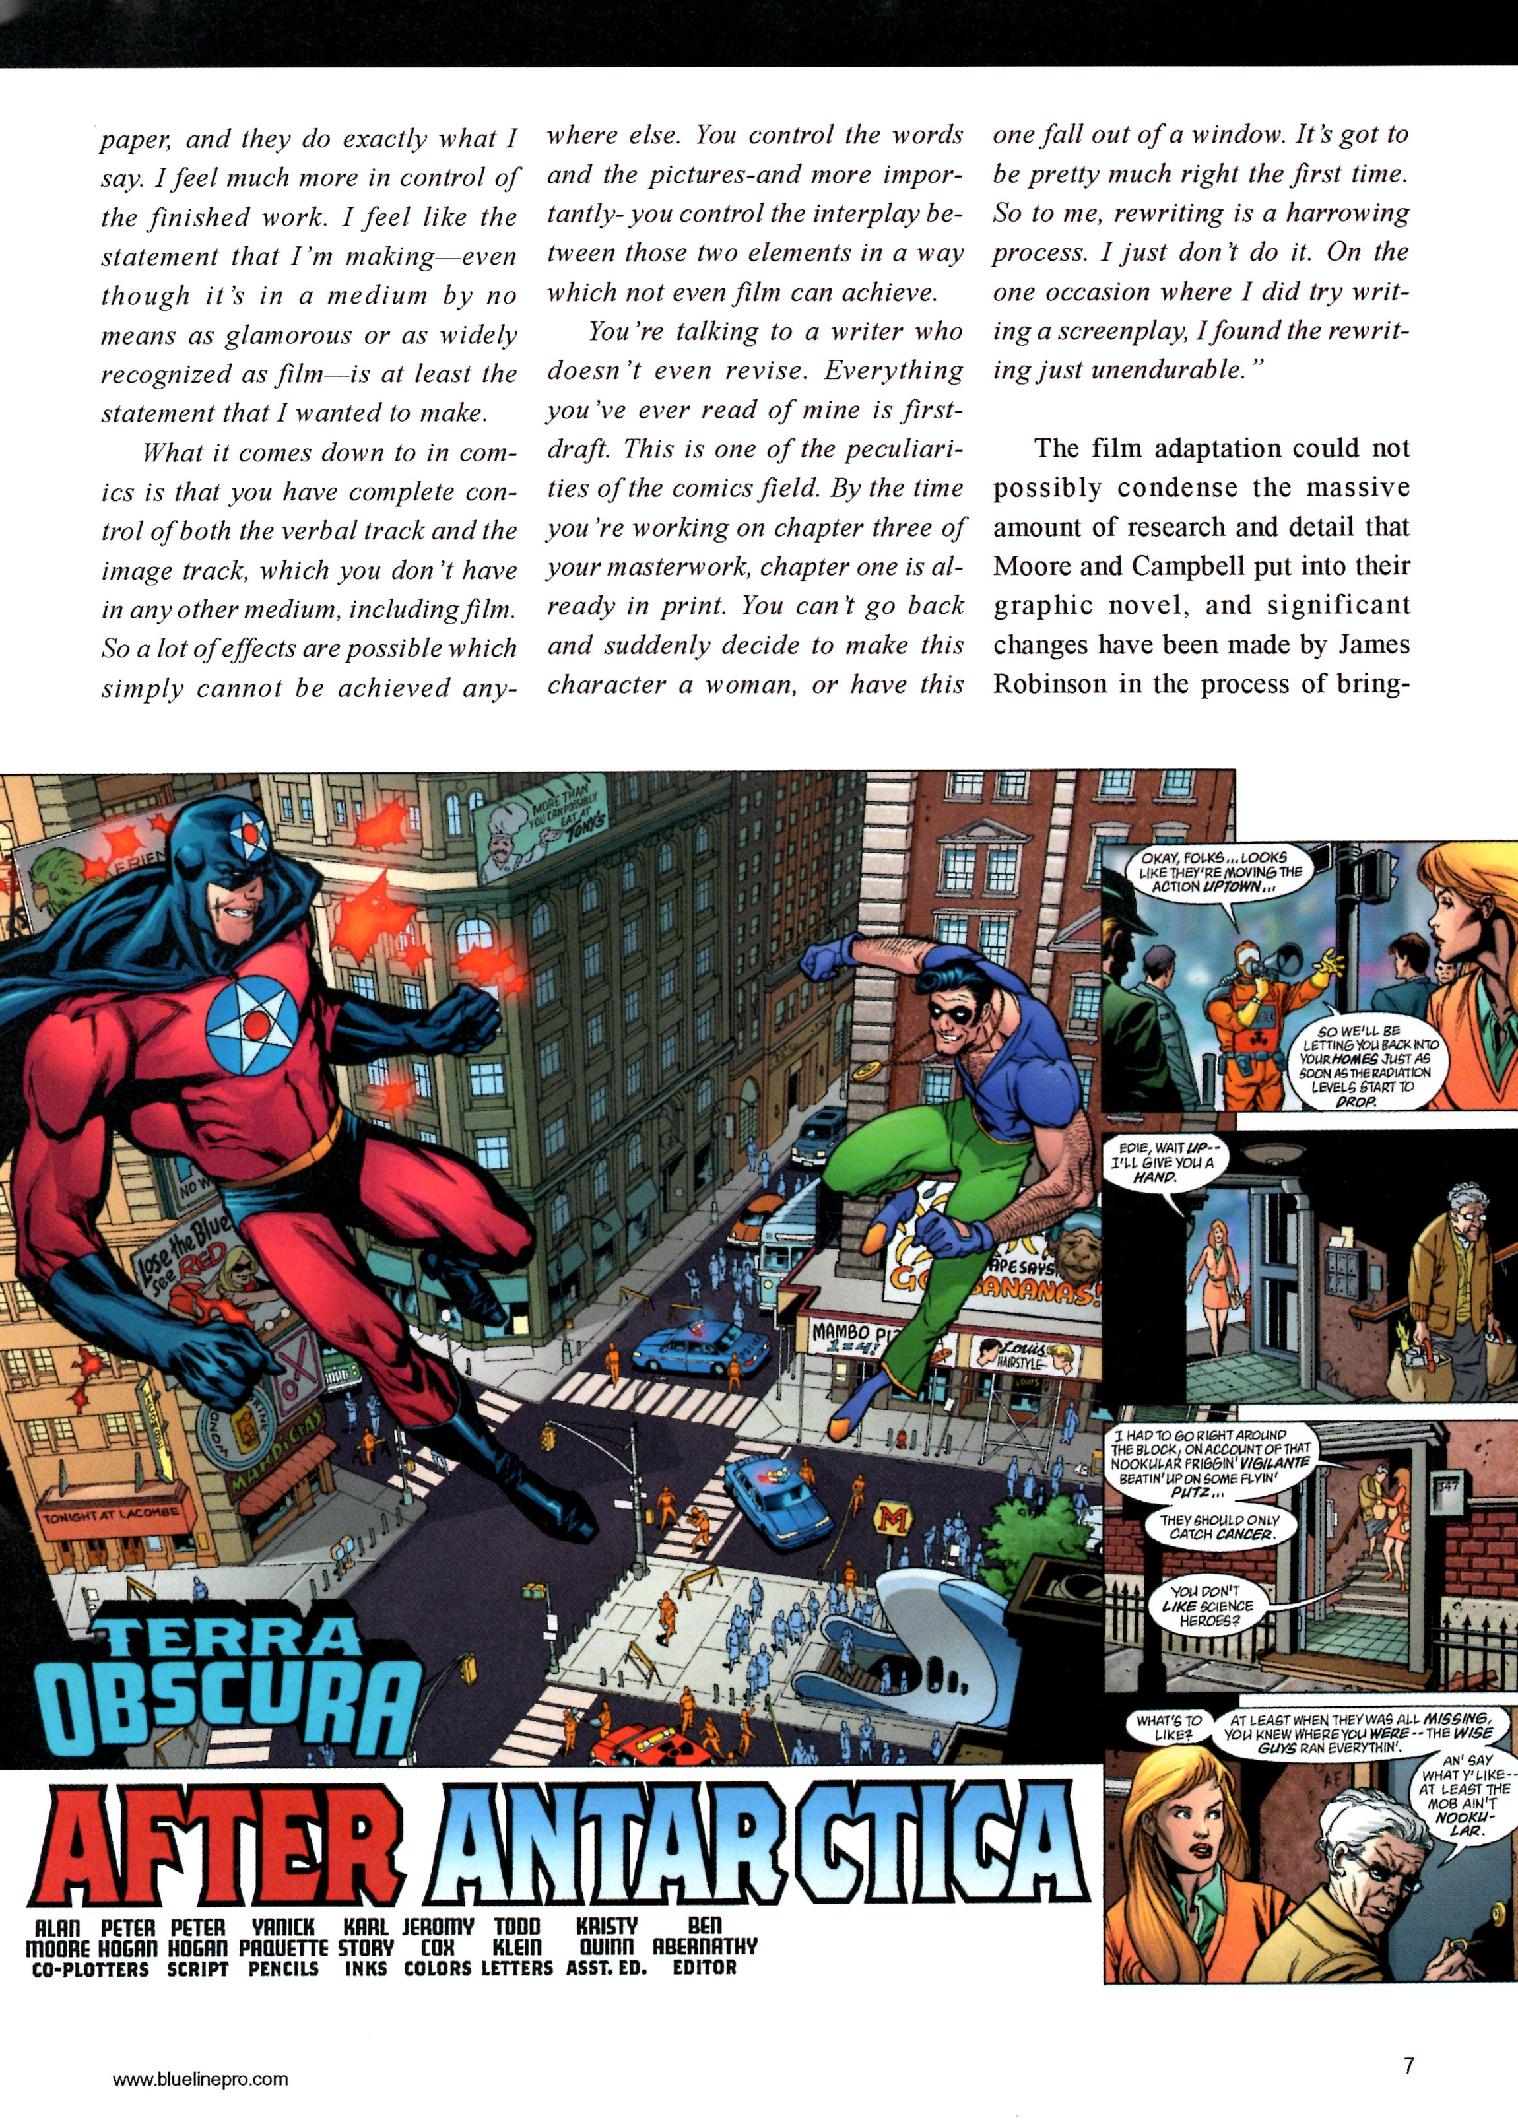 paper, and they do exactly what I
say. I feel much more in control of
the finished work. I feel like the
statement that I'm making—even
though it's in a medium by no
means as glamorous or as widely
recognized as film—is at least the
statement that I wanted to make.
What it comes down to in com-
ics is that you have complete con-
trol of both the verbal track and the
image track, which you don't have
in any other medium, including film.
So a lot of effects are possible which
simply cannot be achieved any-
where else. You control the words
and the pictures-and more impor-
tantly- you control the interplay be-
tween those two elements in a way
which not even film can achieve.
You're talking to a writer who
doesn't even revise. Everything
you've ever read of mine is first-
draft. This is one of the peculiari-
ties of the comics field. By the time
you're working on chapter three of
your masterwork, chapter one is al-
ready in print. You can't go back
and suddenly decide to make this
character a woman, or have this
one fall out of a window. It's got to
be pretty much right the first time.
So to me, rewriting is a harrowing
process. I just don't do it. On the
one occasion where I did try writ-
ing a screenplay, I found the rewrit-
ing just unendurable."
The film adaptation could not
possibly condense the massive
amount of research and detail that
Moore and Campbell put into their
graphic novel, and significant
changes have been made by James
Robinson in the process of bring-
MORE THAN
YOU CAN POSSIBLY
EAT AT
TONY'S
NOW
Lose the Blue
See RED
OX
DRINK
MARDIGRAS
TONIGHT AT LACOMBE
APE SAYS,
GO BANANAS!
MAMBO
1=4!
Louis
HAIRSTYLE
M
OKAY, FOLKS...LOOKS
LIKE THEY'RE MOVING THE
ACTION UPTOWN...
SO WE'LL BE
LETTING YOU BACK INTO
YOUR HOMES JUST AS
SOON AS THE RADIATION
LEVELS START TO
DROP.
EDIE, WAIT UP--
I'LL GIVE YOU A
HAND.
I HAD TO GO RIGHT AROUND
THE BLOCK, ON ACCOUNT OF THAT
NOOKULAR FRIGGIN' VIGILANTE
BEATIN' UP ON SOME FLYIN'
PUTZ...
THEY SHOULD ONLY
CATCH CANCER.
347
YOU DON'T
LIKE SCIENCE
HEROES?
WHAT'S TO
LIKE?
AT LEAST WHEN THEY WAS ALL MISSING,
YOU KNEW WHERE YOU WERE--THE WISE
GUYS RAN EVERYTHIN'.
AN' SAY
WHAT Y'LIKE--
AT LEAST THE
MOB AIN'T
NOOKU-
LAR.
TERRA
OBSCURA
AFTER ANTARCTICA
ALAN PETER PETER YANICK KARL JEROMY TODD KRISTY BEN
MOORE HOGAN HOGAN PAQUETTE STORY COX KLEIN QUINN ABERNATHY
CO-PLOTTERS SCRIPT PENCILS INKS COLORS LETTERS ASST. ED. EDITOR
www.bluelinepro.com
7